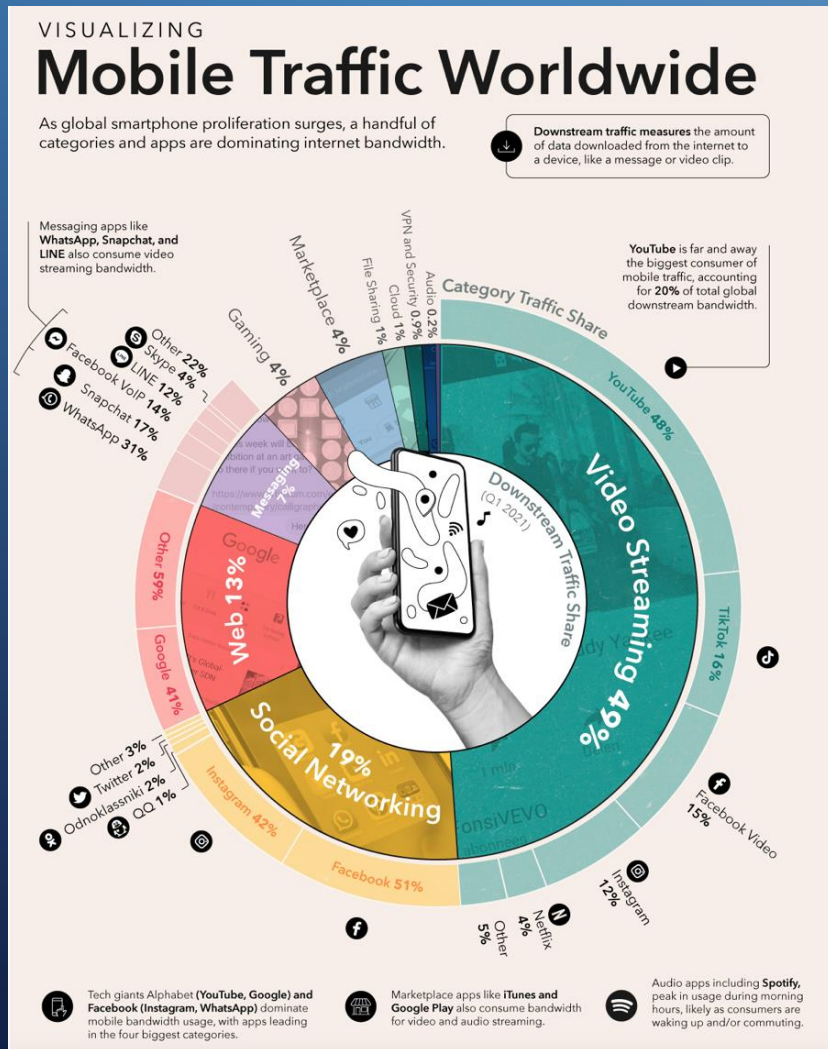 VISUALIZING
Mobile Traffic Worldwide
As global smartphone proliferation surges, a handful of
categories and apps are dominating internet bandwidth.
Downstream traffic measures the amount
of data downloaded from the internet to
a device, like a message or video clip.
Messaging apps like
WhatsApp, Snapchat, and
LINE also consume video
streaming bandwidth.
YouTube is far and away
the biggest consumer of
mobile traffic, accounting
for 20% of total global
downstream bandwidth.
Category Traffic Share
Downstream Traffic Share
(Q1 2021)
Video Streaming 49%
YouTube 48%
TikTok 16%
Facebook Video
15%
Instagram
12%
Netflix
4%
Other
5%
19%
Social Networking
Facebook 51%
Instagram 42%
QQ 1%
Odnoklassniki 2%
Twitter 2%
Other 3%
Web 13%
Google 41%
Other 59%
Google
Messaging
7%
WhatsApp 31%
Snapchat 17%
Facebook VoIP 14%
LINE 12%
Skype 4%
Other 22%
Gaming 4%
Marketplace 4%
File Sharing 1%
Cloud 1%
VPN and Security 0.9%
Audio 0.2%
onsiVEVO
Tech giants Alphabet (YouTube, Google) and
Facebook (Instagram, WhatsApp) dominate
mobile bandwidth usage, with apps leading
in the four biggest categories.
Marketplace apps like iTunes and
Google Play also consume bandwidth
for video and audio streaming.
Audio apps including Spotify,
peak in usage during morning
hours, likely as consumers are
waking up and/or commuting.